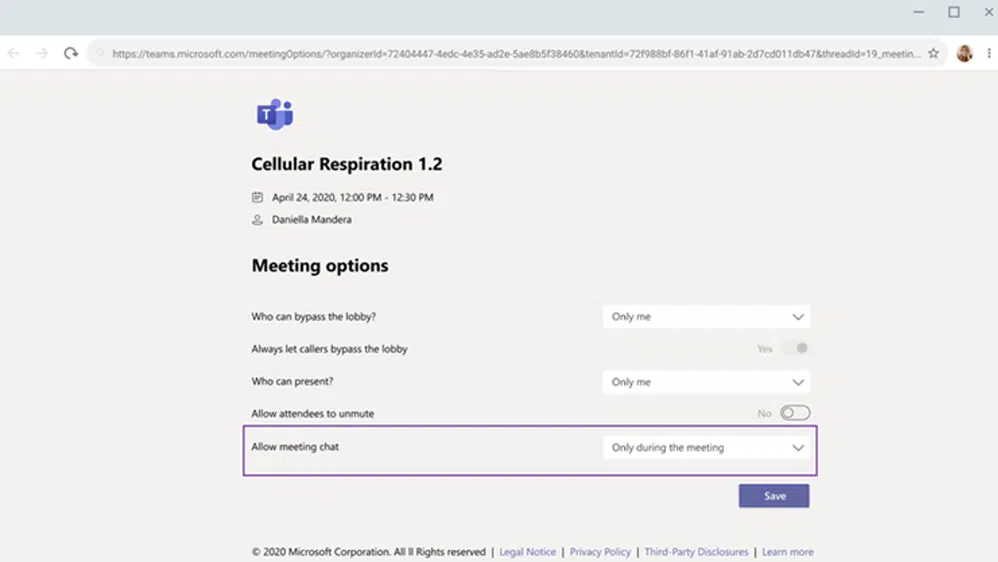 https://teams.microsoft.com/meetingOptions/?organizerId=72404447-4edc-4e35-ad2e-5ae8b5f38460&tenantId=72f988bf-86f1-41af-91ab-2d7cd011db47&threadId=19_meetin...
T
Cellular Respiration 1.2
April 24, 2020, 12:00 PM - 12:30 PM
Daniella Mandera
Meeting options
Who can bypass the lobby? Only me
Always let callers bypass the lobby Yes
Who can present? Only me
Allow attendees to unmute No
Allow meeting chat Only during the meeting
Save
© 2020 Microsoft Corporation. All ll Rights reserved | Legal Notice | Privacy Policy | Third-Party Disclosures | Learn more